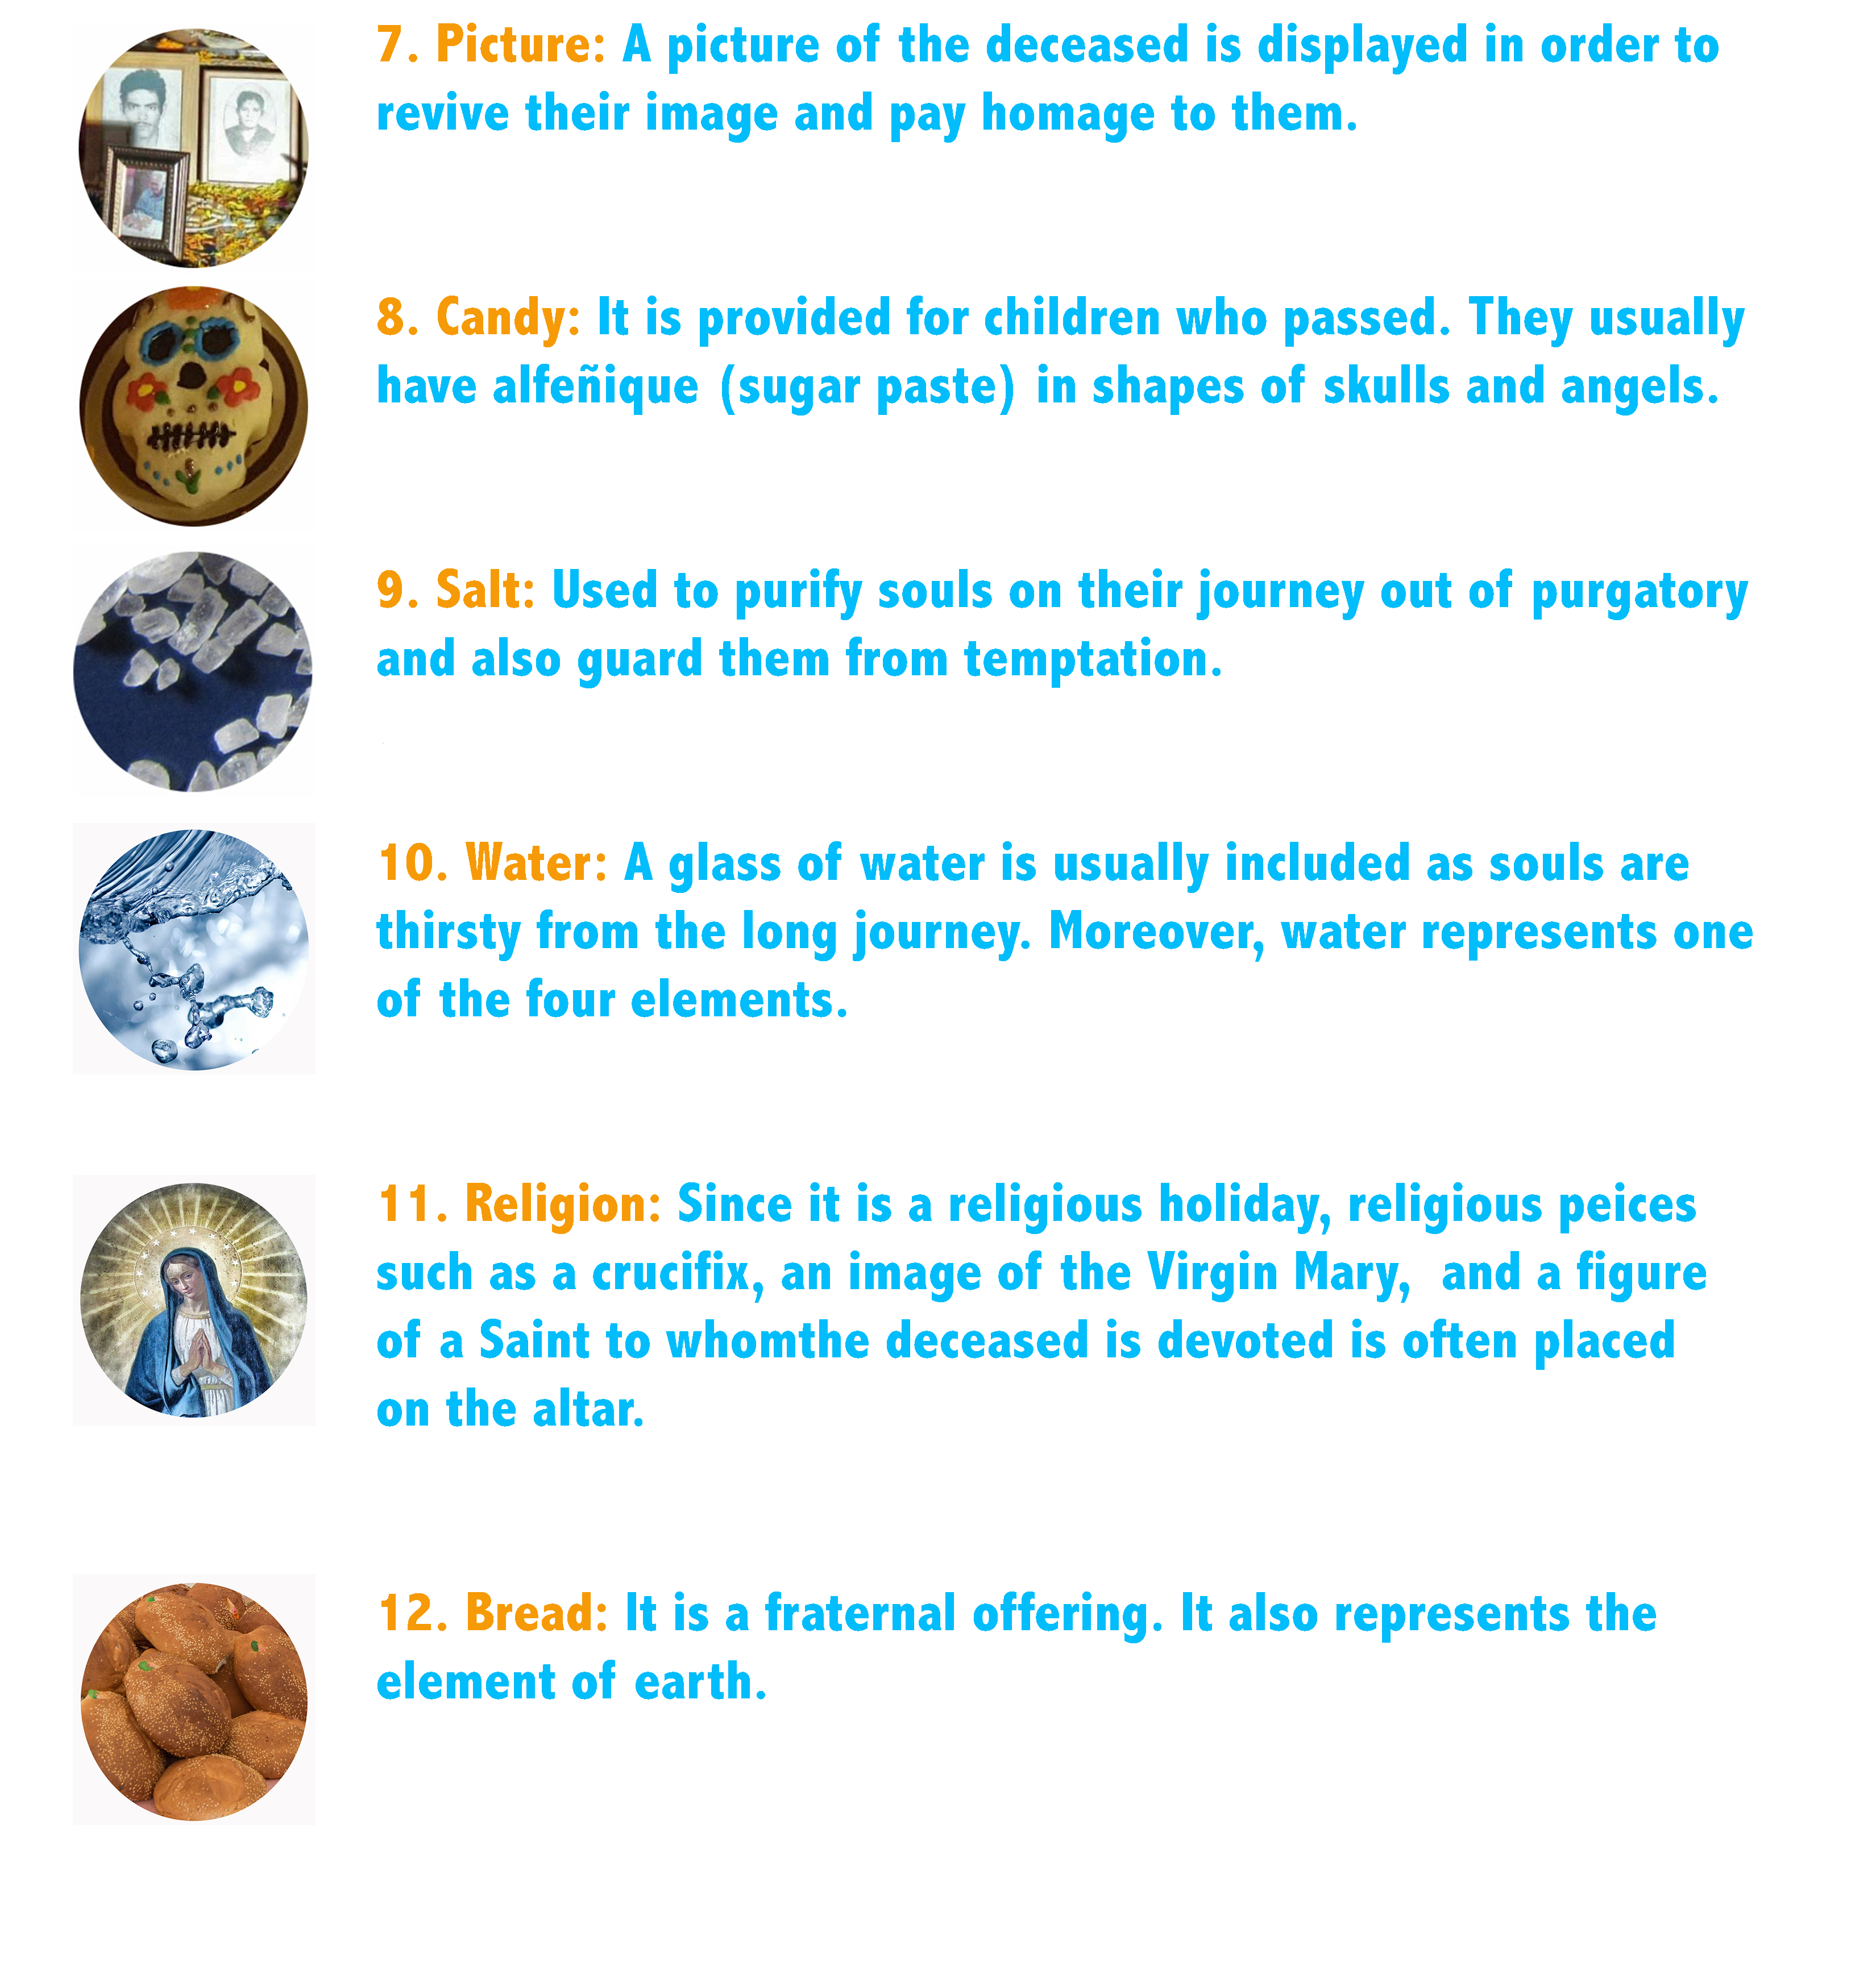 7. Picture: A picture of the deceased is displayed in order to
revive their image and pay homage to them.
8. Candy: It is provided for children who passed. They usually
have alfeñique (sugar paste) in shapes of skulls and angels.
9. Salt: Used to purify souls on their journey out of purgatory
and also guard them from temptation.
10. Water: A glass of water is usually included as souls are
thirsty from the long journey. Moreover, water represents one
of the four elements.
11. Religion: Since it is a religious holiday, religious peices
such as a crucifix, an image of the Virgin Mary,  and a figure
of a Saint to whomthe deceased is devoted is often placed
on the altar.
12. Bread: It is a fraternal offering. It also represents the
element of earth.